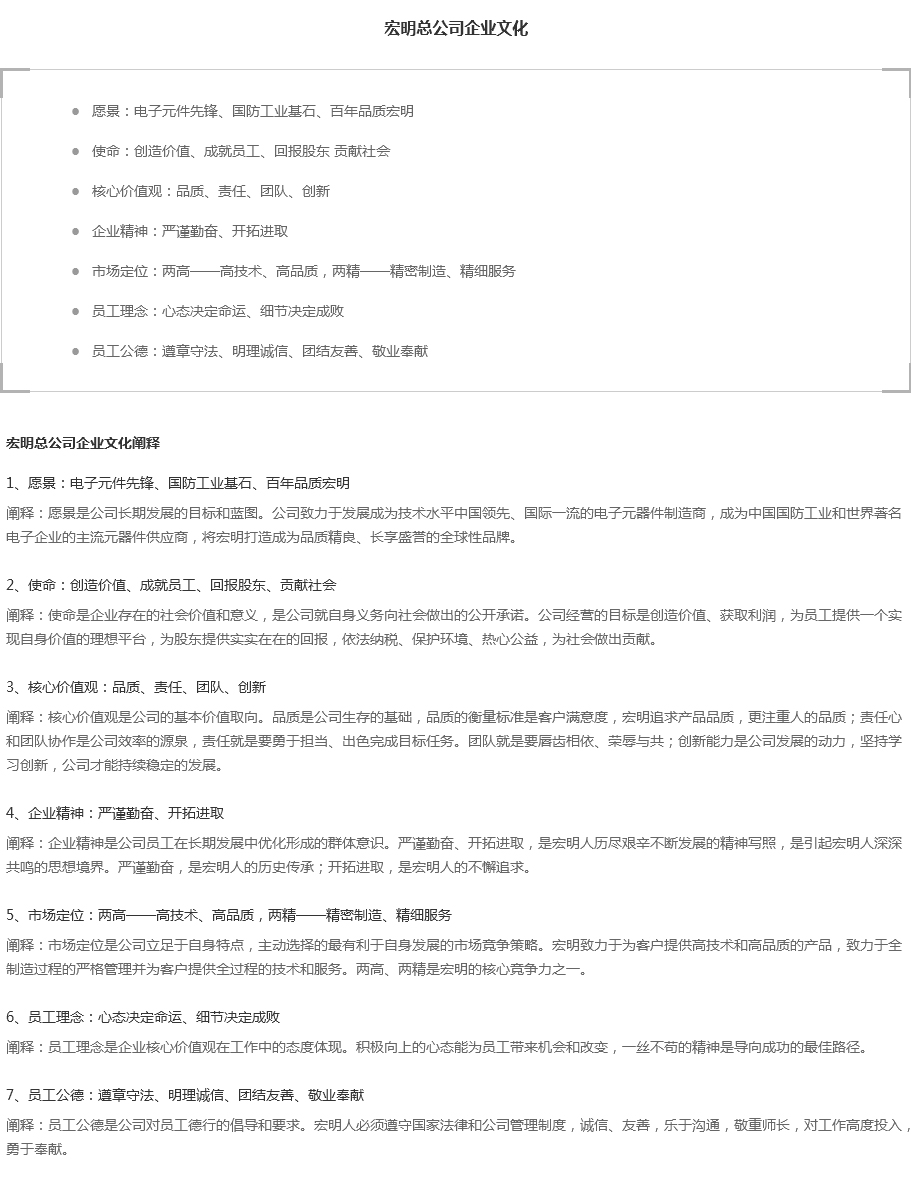 宏明总公司企业文化
愿景：电子元件先锋、国防工业基石、百年品质宏明
使命：创造价值、成就员工、回报股东 贡献社会
核心价值观：品质、责任、团队、创新
企业精神：严谨勤奋、开拓进取
市场定位：两高——高技术、高品质，两精——精密制造、精细服务
员工理念：心态决定命运、细节决定成败
员工公德：遵章守法、明理诚信、团结友善、敬业奉献
宏明总公司企业文化阐释
1、愿景：电子元件先锋、国防工业基石、百年品质宏明
阐释：愿景是公司长期发展的目标和蓝图。公司致力于发展成为技术水平中国领先、国际一流的电子元器件制造商，成为中国国防工业和世界著名
电子企业的主流元器件供应商，将宏明打造成为品质精良、长享盛誉的全球性品牌。
2、使命：创造价值、成就员工、回报股东、贡献社会
阐释：使命是企业存在的社会价值和意义，是公司就自身义务向社会做出的公开承诺。公司经营的目标是创造价值、获取利润，为员工提供一个实
现自身价值的理想平台，为股东提供实实在在的回报，依法纳税、保护环境、热心公益，为社会做出贡献。
3、核心价值观：品质、责任、团队、创新
阐释：核心价值观是公司的基本价值取向。品质是公司生存的基础，品质的衡量标准是客户满意度，宏明追求产品品质，更注重人的品质；责任心
和团队协作是公司效率的源泉，责任就是要勇于担当、出色完成目标任务。团队就是要唇齿相依、荣辱与共；创新能力是公司发展的动力，坚持学
习创新，公司才能持续稳定的发展。
4、企业精神：严谨勤奋、开拓进取
阐释：企业精神是公司员工在长期发展中优化形成的群体意识。严谨勤奋、开拓进取，是宏明人历尽艰辛不断发展的精神写照，是引起宏明人深深
共鸣的思想境界。严谨勤奋，是宏明人的历史传承；开拓进取，是宏明人的不懈追求。
5、市场定位：两高——高技术、高品质，两精——精密制造、精细服务
阐释：市场定位是公司立足于自身特点，主动选择的最有利于自身发展的市场竞争策略。宏明致力于为客户提供高技术和高品质的产品，致力于全
制造过程的严格管理并为客户提供全过程的技术和服务。两高、两精是宏明的核心竞争力之一。
6、员工理念：心态决定命运、细节决定成败
阐释：员工理念是企业核心价值观在工作中的态度体现。积极向上的心态能为员工带来机会和改变，一丝不苟的精神是导向成功的最佳路径。
7、员工公德：遵章守法、明理诚信、团结友善、敬业奉献
阐释：员工公德是公司对员工德行的倡导和要求。宏明人必须遵守国家法律和公司管理制度，诚信、友善，乐于沟通，敬重师长，对工作高度投入，
勇于奉献。